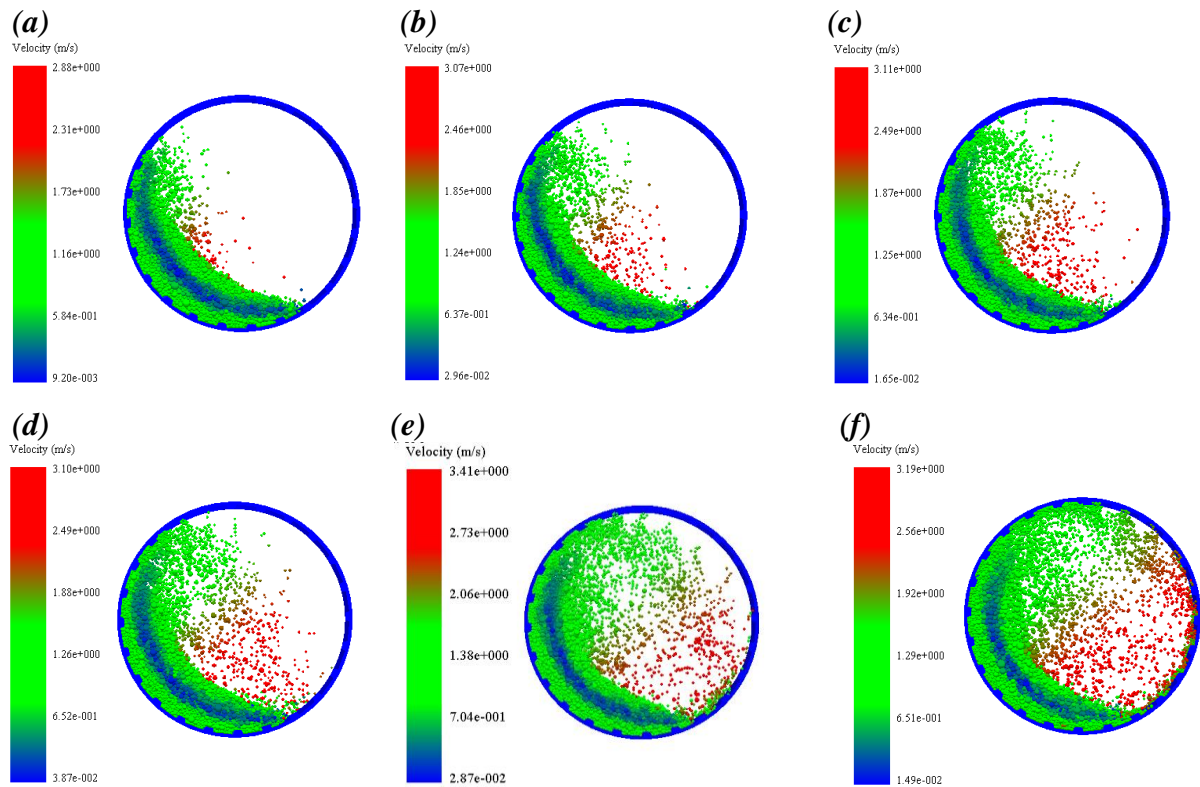 (a)
Velocity (m/s)
2.88e+000
2.31e+000
1.73e+000
1.16e+000
5.84e-001
9.20e-003
(b)
Velocity (m/s)
3.07e+000
2.46e+000
1.85e+000
1.24e+000
6.37e-001
2.96e-002
(c)
Velocity (m/s)
3.11e+000
2.49e+000
1.87e+000
1.25e+000
6.34e-001
1.65e-002
(d)
Velocity (m/s)
3.10e+000
2.49e+000
1.88e+000
1.26e+000
6.52e-001
3.87e-002
(e)
Velocity (m/s)
3.41e+000
2.73e+000
2.06e+000
1.38e+000
7.04e-001
2.87e-002
(f)
Velocity (m/s)
3.19e+000
2.56e+000
1.92e+000
1.29e+000
6.51e-001
1.49e-002